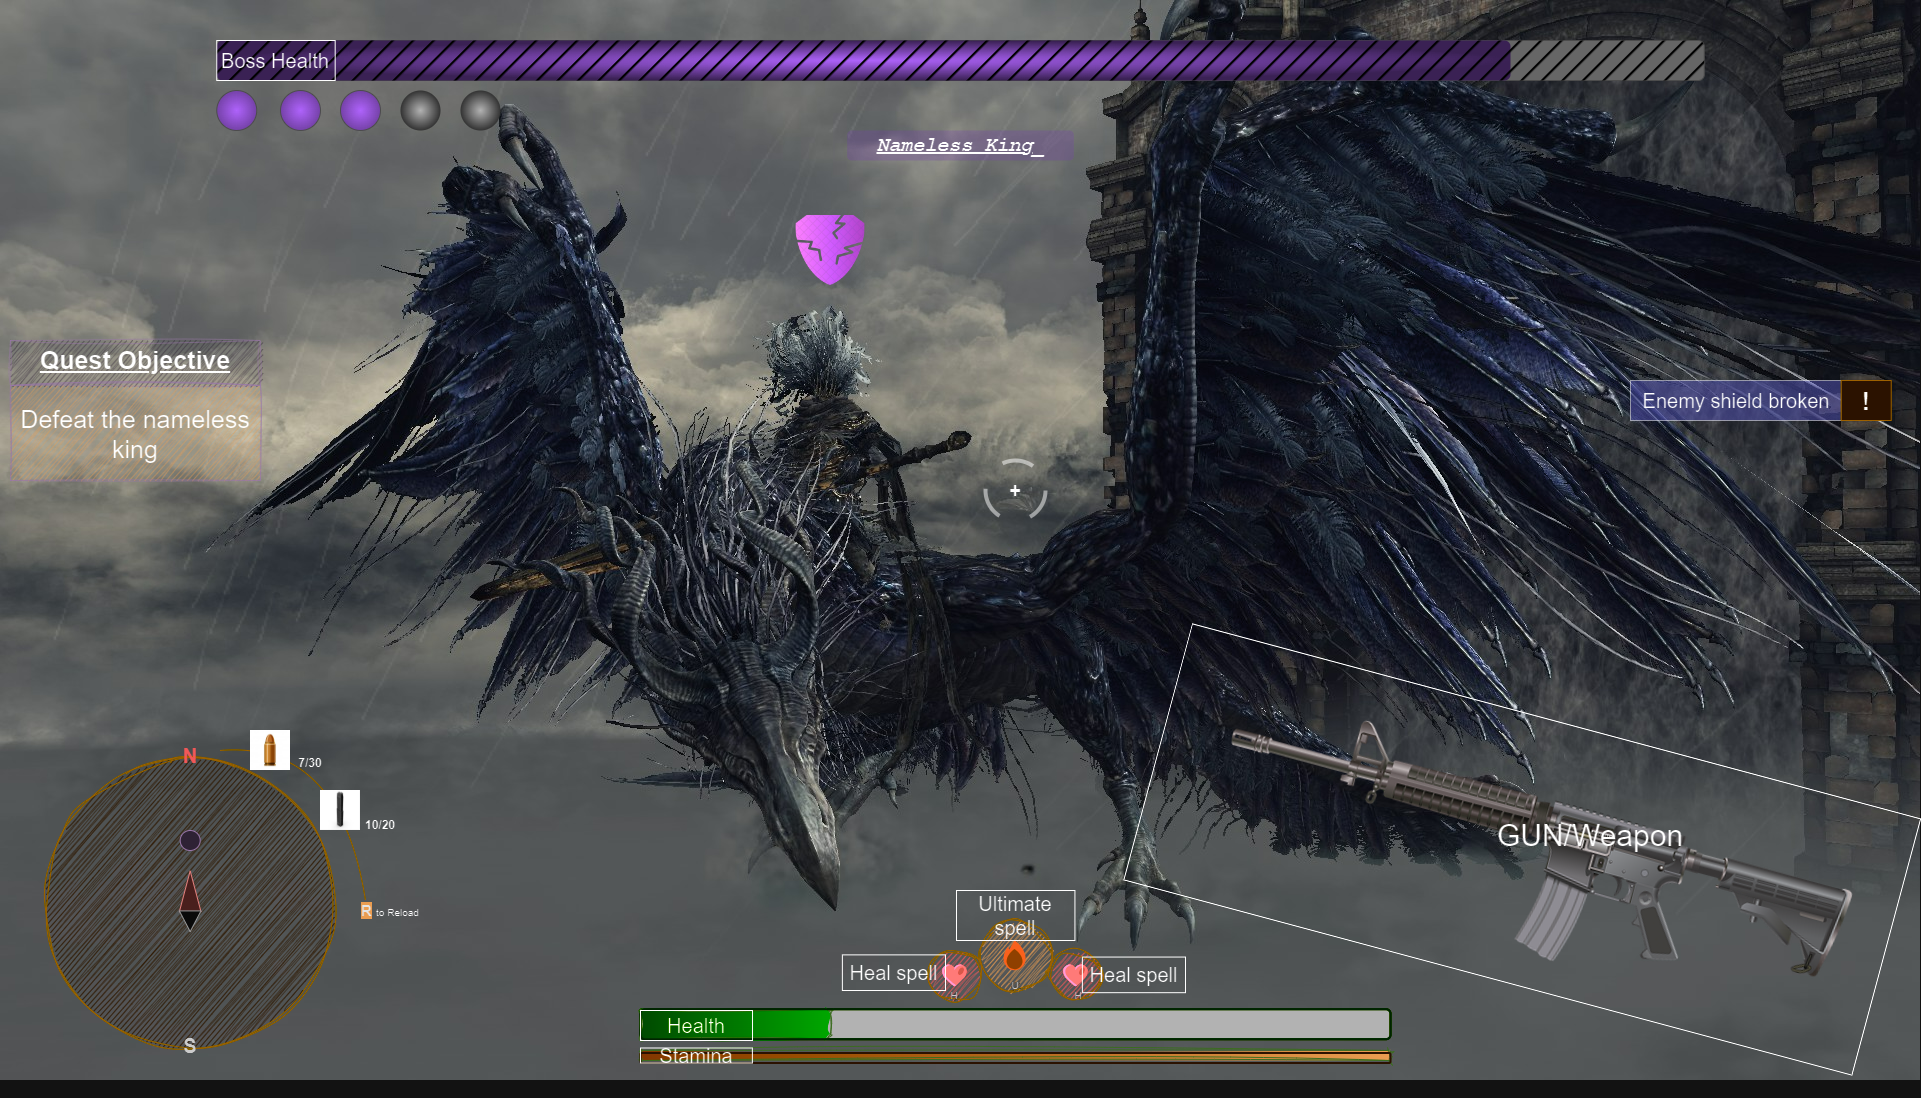 Boss Health
Nameless King_
Quest Objective
Defeat the nameless
king
Enemy shield broken
!
N
7/30
10/20
R to Reload
S
GUN/Weapon
Ultimate
spell
Heal spell
Heal spell
H
U
H
Health
Stamina